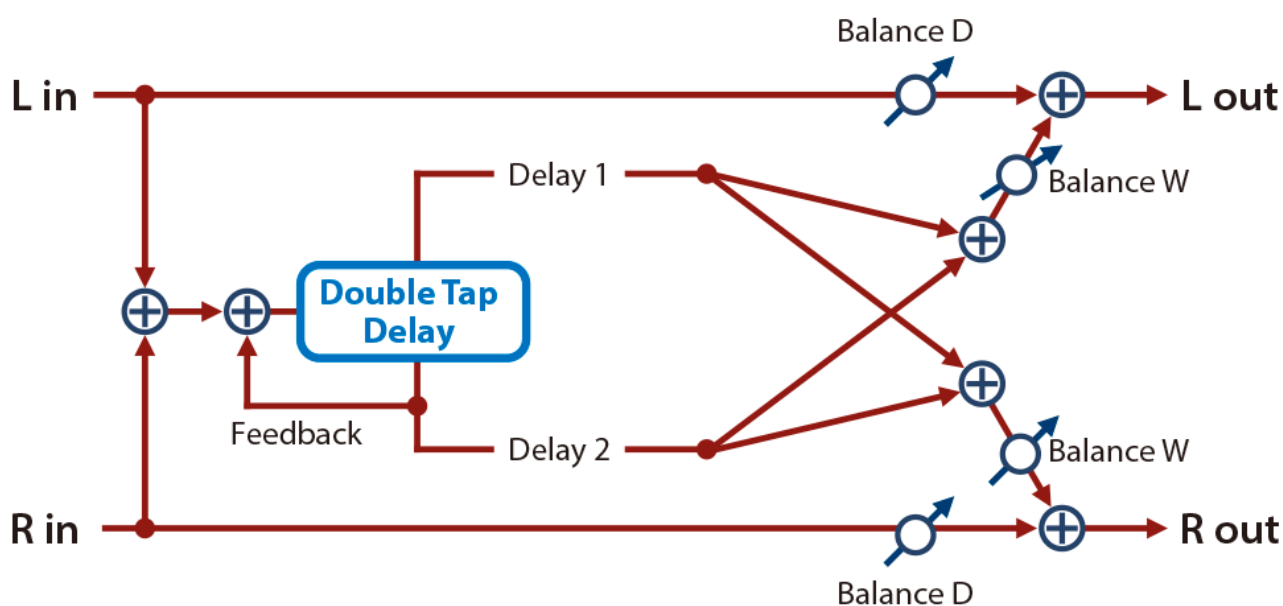 Balance D
L in
L out
Delay 1
Balance W
Double Tap
Delay
Feedback
Delay 2
Balance W
R in
R out
Balance D